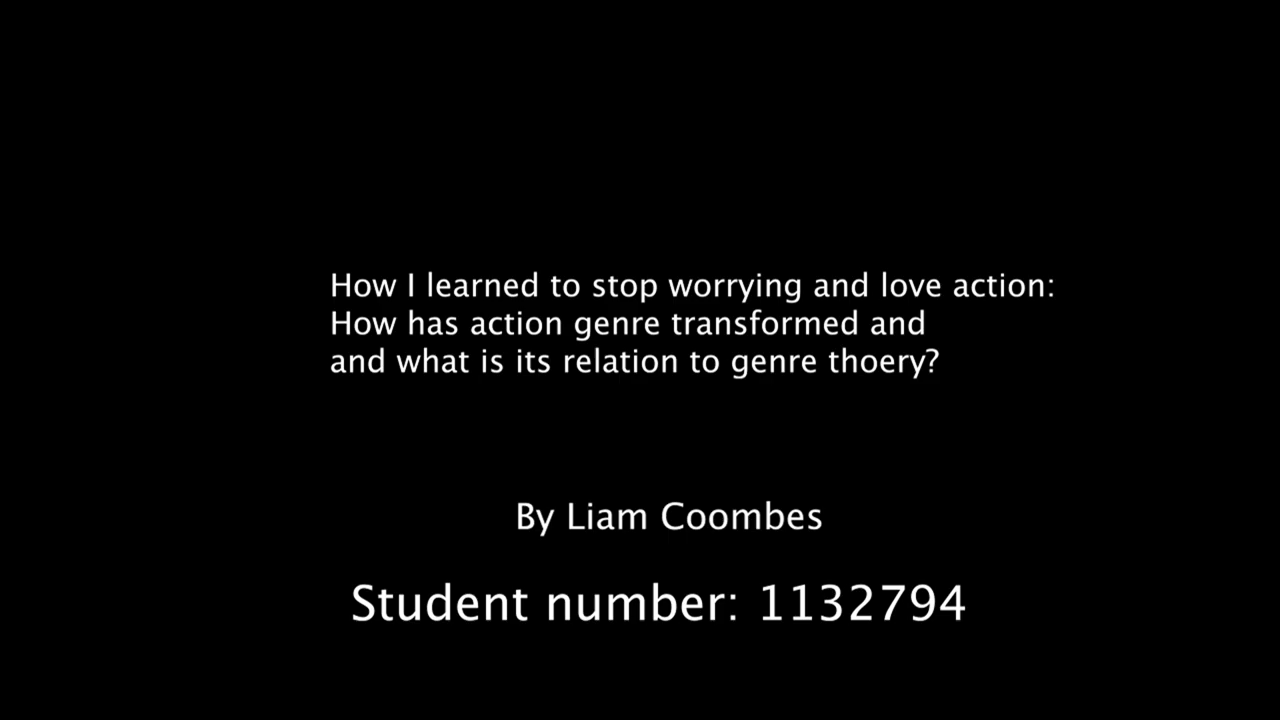 How I learned to stop worrying and love action:
How has action genre transformed and
and what is its relation to genre thoery?
By Liam Coombes
Student number: 1132794